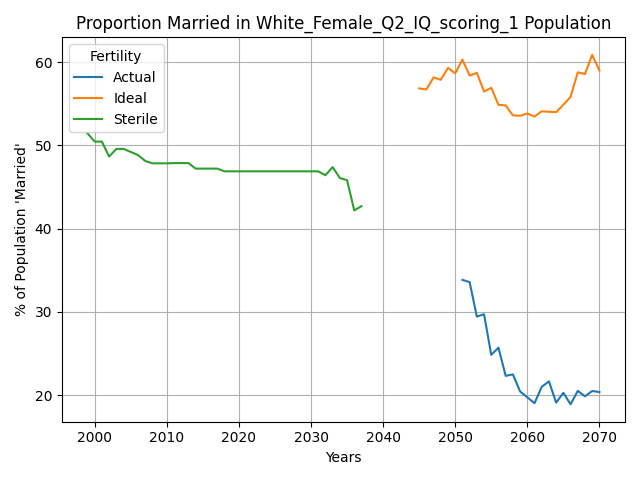 Proportion Married in White_Female_Q2_IQ_scoring_1 Population
Fertility
Actual
Ideal
Sterile
% of Population 'Married'
60
50
40
30
20
2000 2010 2020 2030 2040 2050 2060 2070
Years